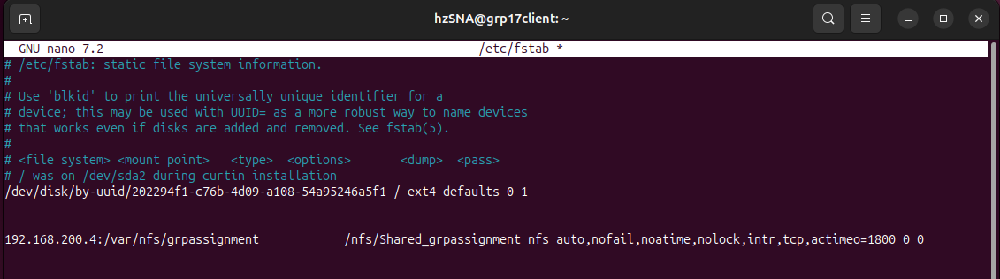 hzSNA@grp17client: ~
GNU nano 7.2 /etc/fstab *
# /etc/fstab: static file system information.
#
# Use 'blkid' to print the universally unique identifier for a
# device; this may be used with UUID= as a more robust way to name devices
# that works even if disks are added and removed. See fstab(5).
#
# <file system> <mount point>   <type>  <options>       <dump>  <pass>
# / was on /dev/sda2 during curtin installation
/dev/disk/by-uuid/202294f1-c76b-4d09-a108-54a95246a5f1 / ext4 defaults 0 1
192.168.200.4:/var/nfs/grpassignment            /nfs/Shared_grpassignment nfs auto,nofail,noatime,nolock,intr,tcp,actimeo=1800 0 0